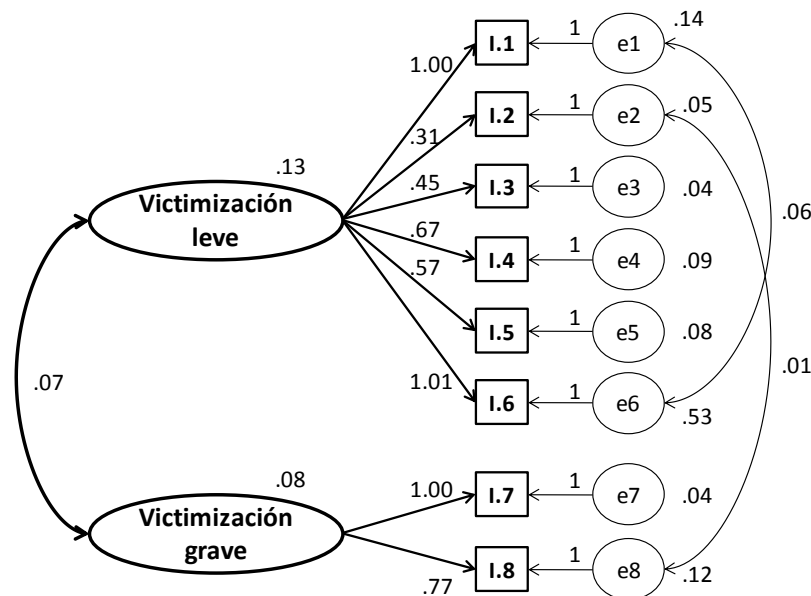 I.1
1
e1
.14
1.00
I.2
1
e2
.05
.31
.13
I.3
1
e3
.04
.45
Victimización
leve
.06
.67
I.4
1
e4
.09
.57
I.5
1
e5
.08
.01
1.01
I.6
1
e6
.53
.07
.08
1.00
I.7
1
e7
.04
Victimización
grave
.77
I.8
1
e8
.12